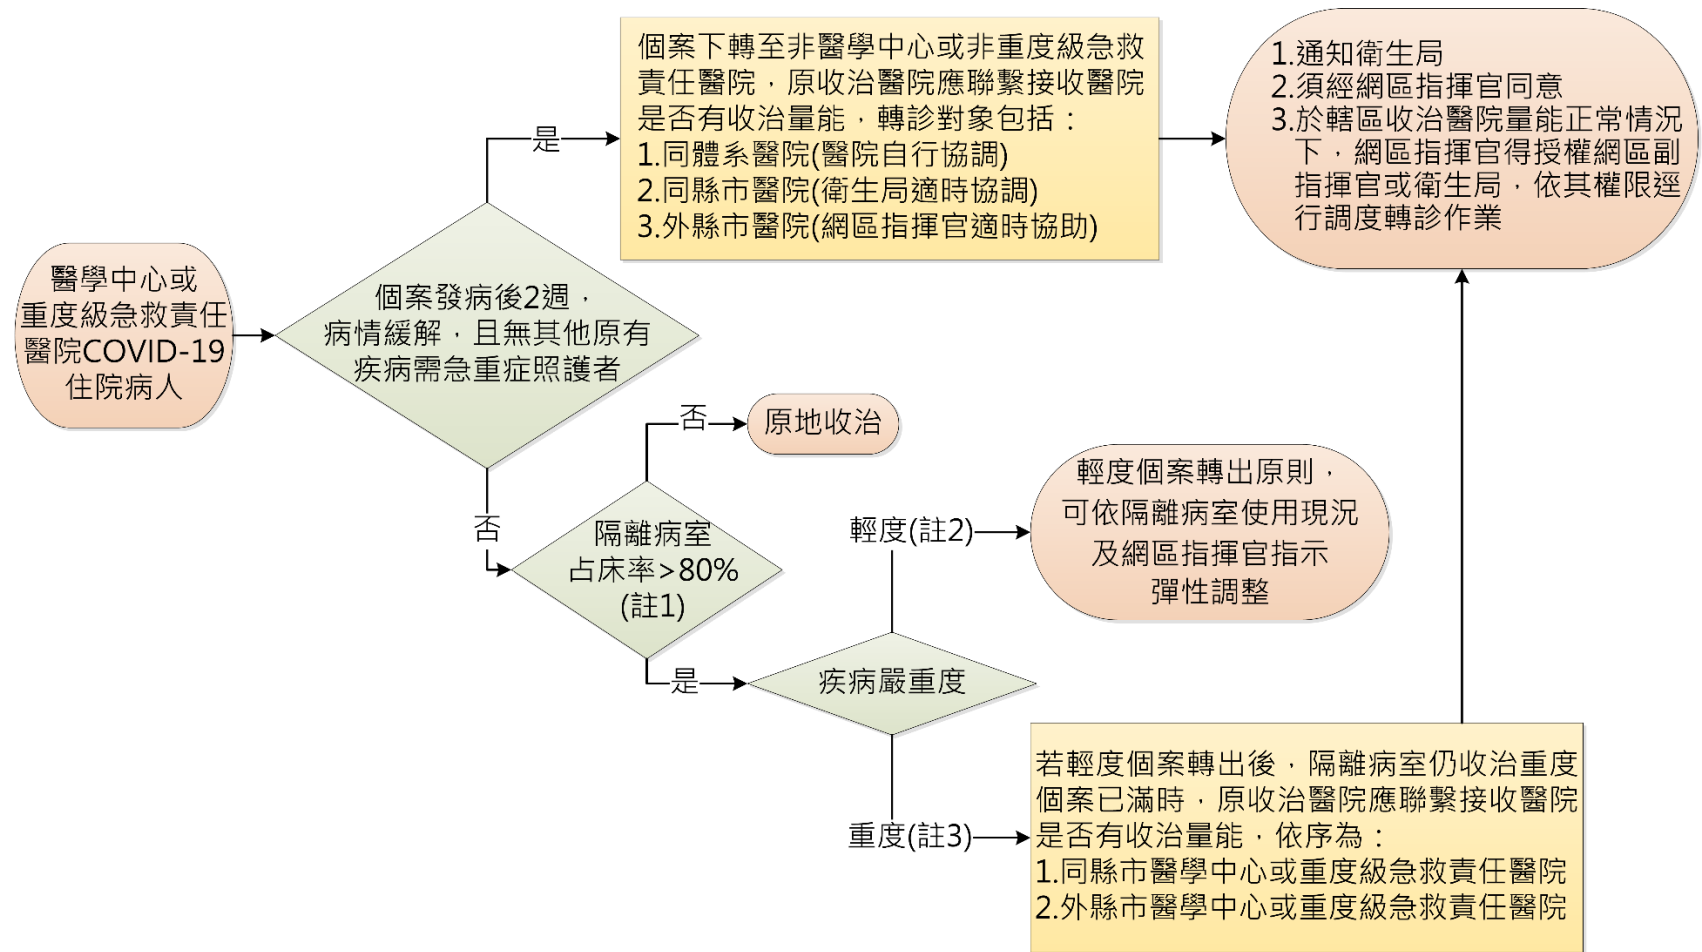 醫學中心或
重度級急救責任
醫院COVID-19
住院病人
個案發病後2週，
病情緩解，且無其他原有
疾病需急重症照護者
是
個案下轉至非醫學中心或非重度級急救
責任醫院，原收治醫院應聯繫接收醫院
是否有收治量能，轉診對象包括：
1.同體系醫院(醫院自行協調)
2.同縣市醫院(衛生局適時協調)
3.外縣市醫院(網區指揮官適時協助)
1.通知衛生局
2.須經網區指揮官同意
3.於轄區收治醫院量能正常情況
下，網區指揮官得授權網區副
指揮官或衛生局，依其權限逕
行調度轉診作業
否
隔離病室
占床率>80%
(註1)
否
原地收治
是
疾病嚴重度
輕度(註2)
輕度個案轉出原則，
可依隔離病室使用現況
及網區指揮官指示
彈性調整
重度(註3)
若輕度個案轉出後，隔離病室仍收治重度
個案已滿時，原收治醫院應聯繫接收醫院
是否有收治量能，依序為：
1.同縣市醫學中心或重度級急救責任醫院
2.外縣市醫學中心或重度級急救責任醫院